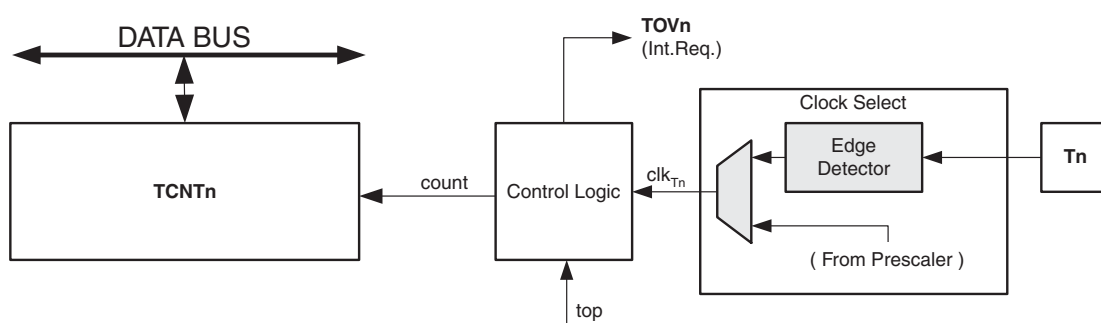 DATA BUS
TOVn
(Int.Req.)
Clock Select
TCNTn
count
Control Logic
clkTn
Edge
Detector
Tn
( From Prescaler )
top